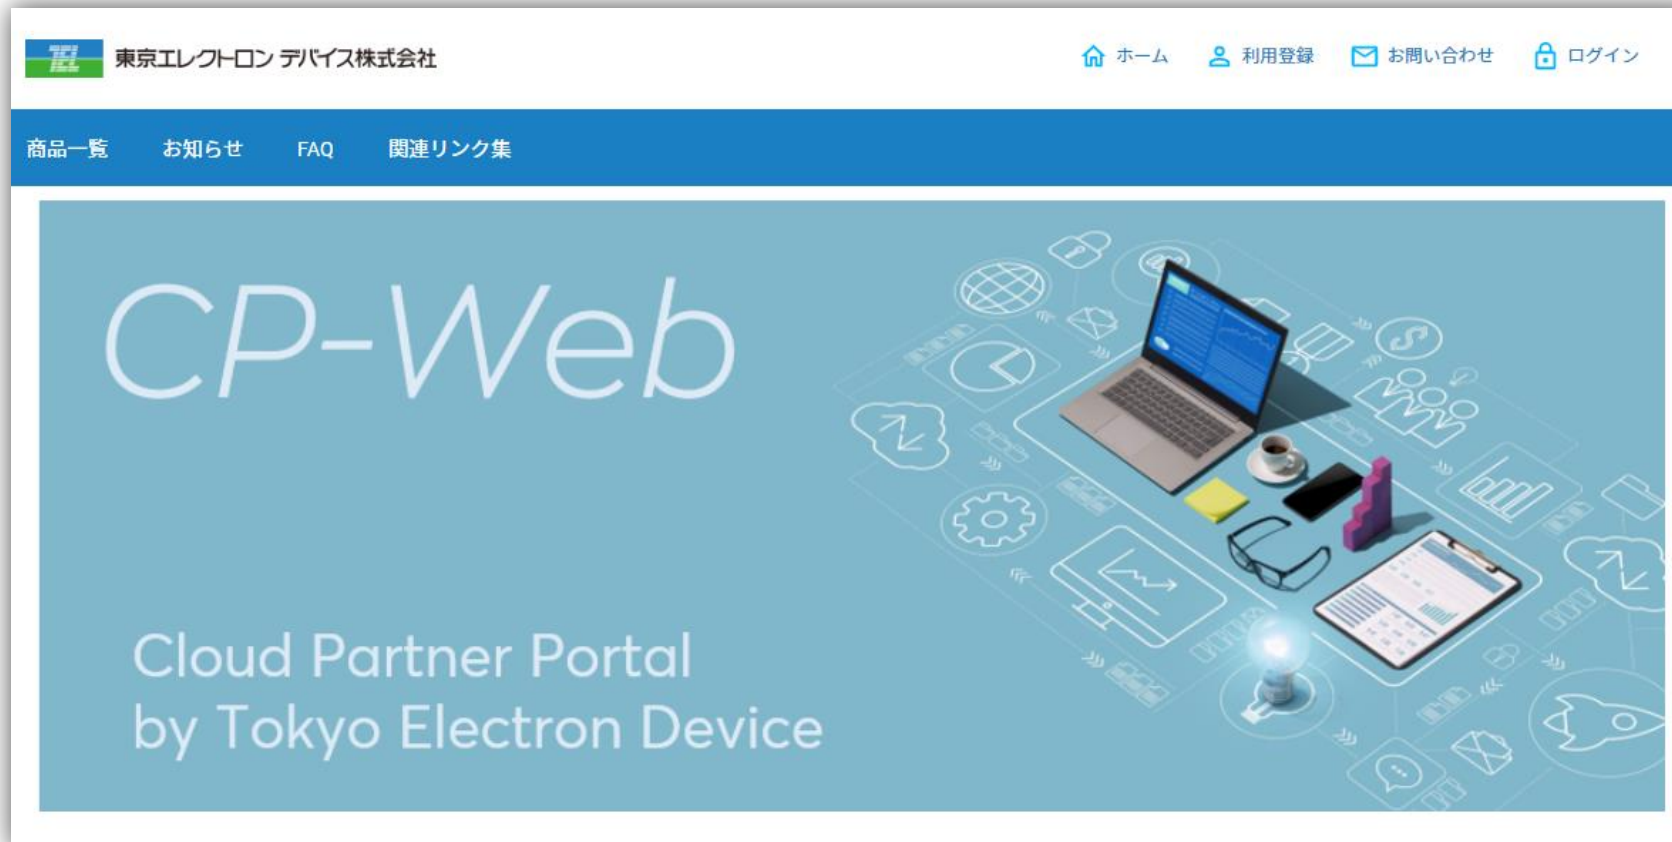 TEL 東京エレクトロン デバイス株式会社
ホーム 利用登録 お問い合わせ ログイン
商品一覧 お知らせ FAQ 関連リンク集
CP-Web
Cloud Partner Portal
by Tokyo Electron Device